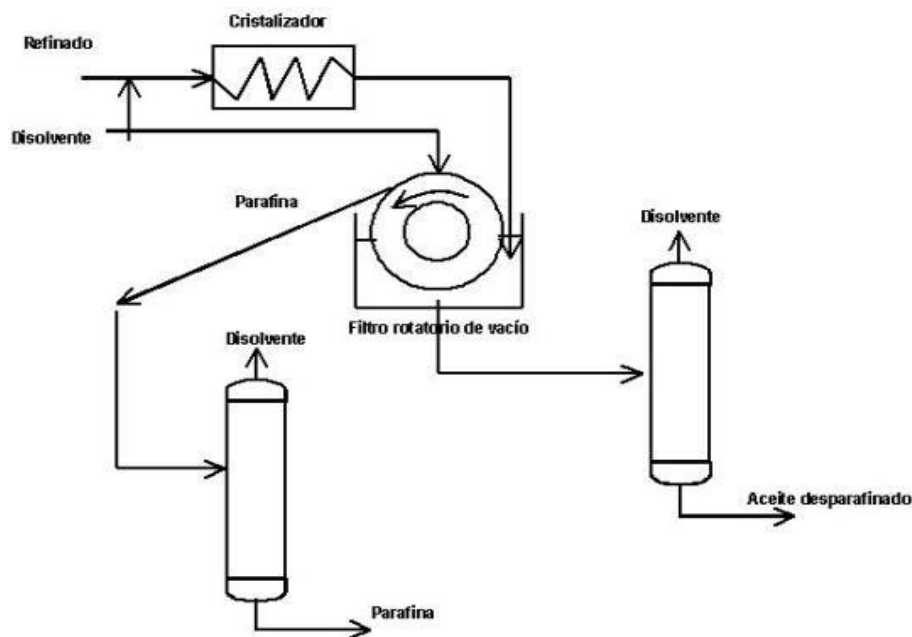 Cristalizador
Refinado
Disolvente
Parafina
Disolvente
Filtro rotatorio de vacío
Disolvente
Aceite desparafinado
Parafina